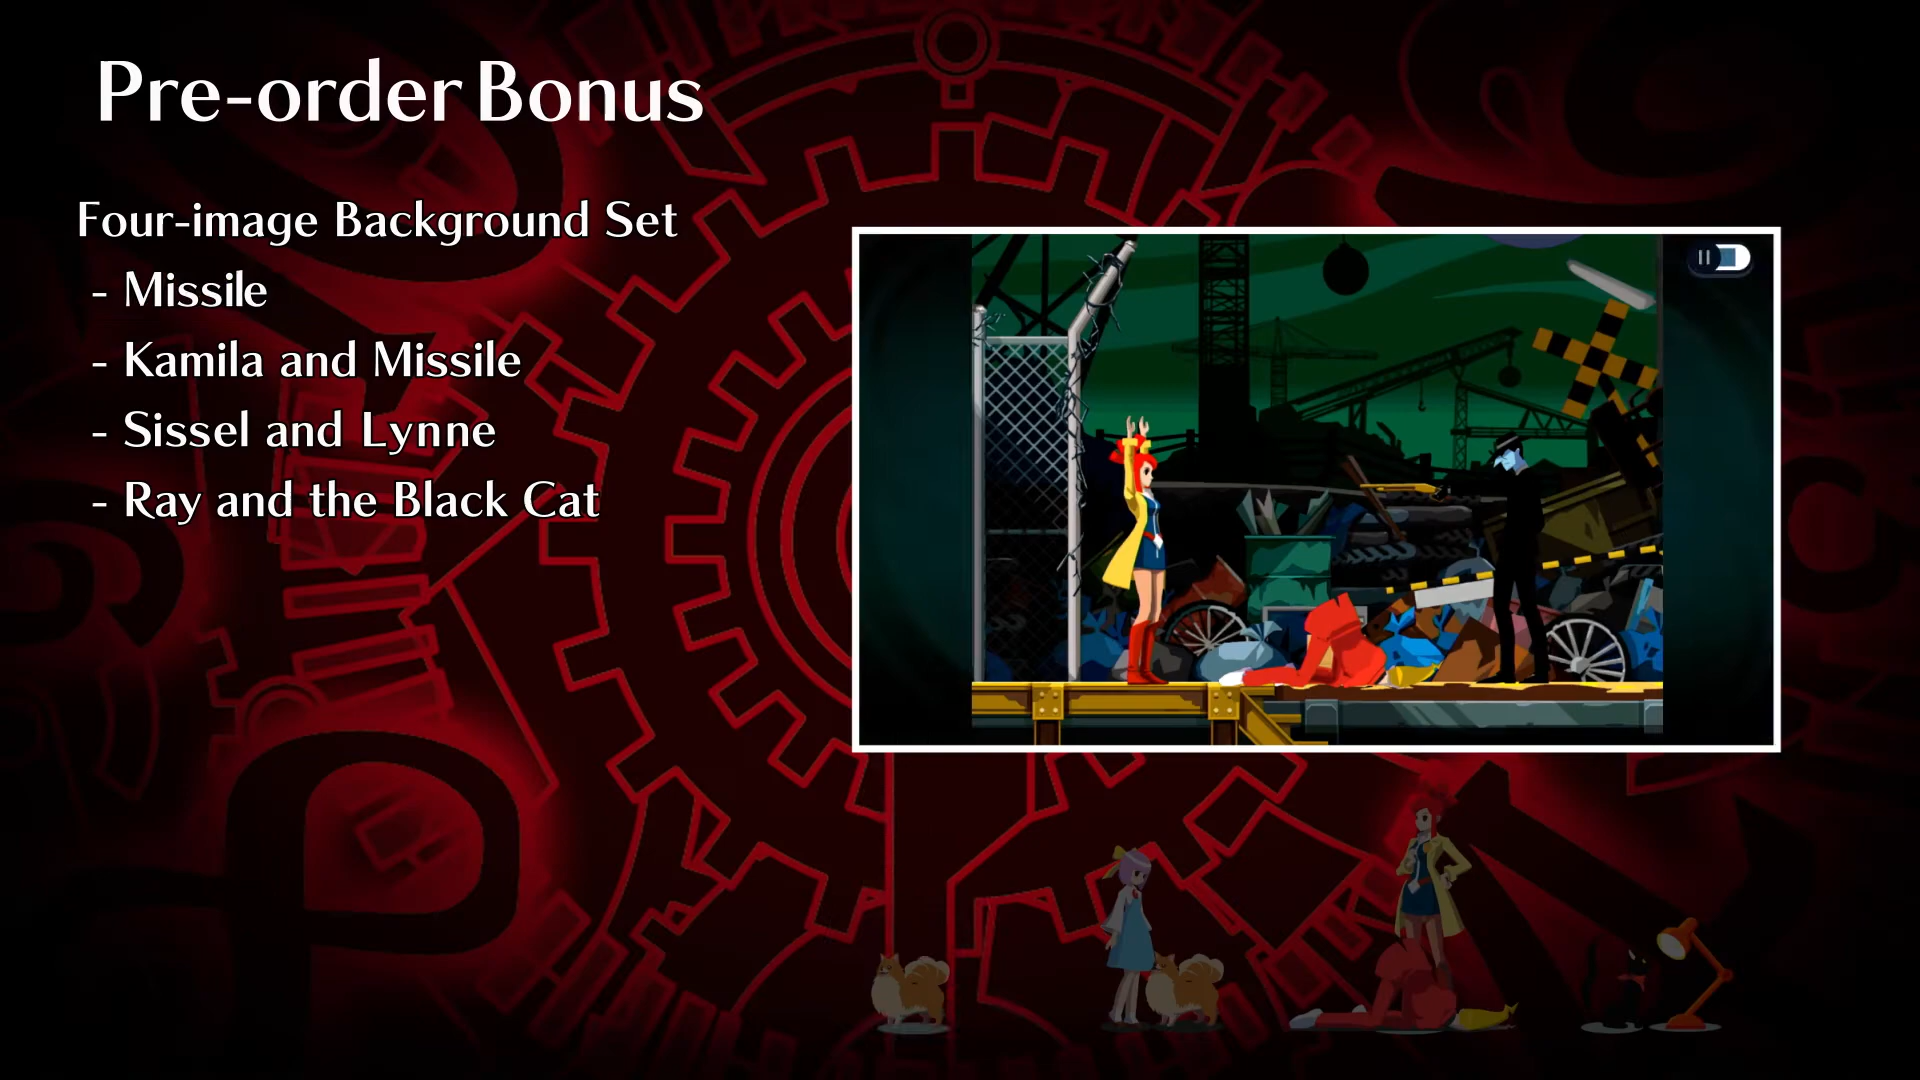 Pre-order Bonus
Four-image Background Set
- Missile
- Kamila and Missile
- Sissel and Lynne
- Ray and the Black Cat